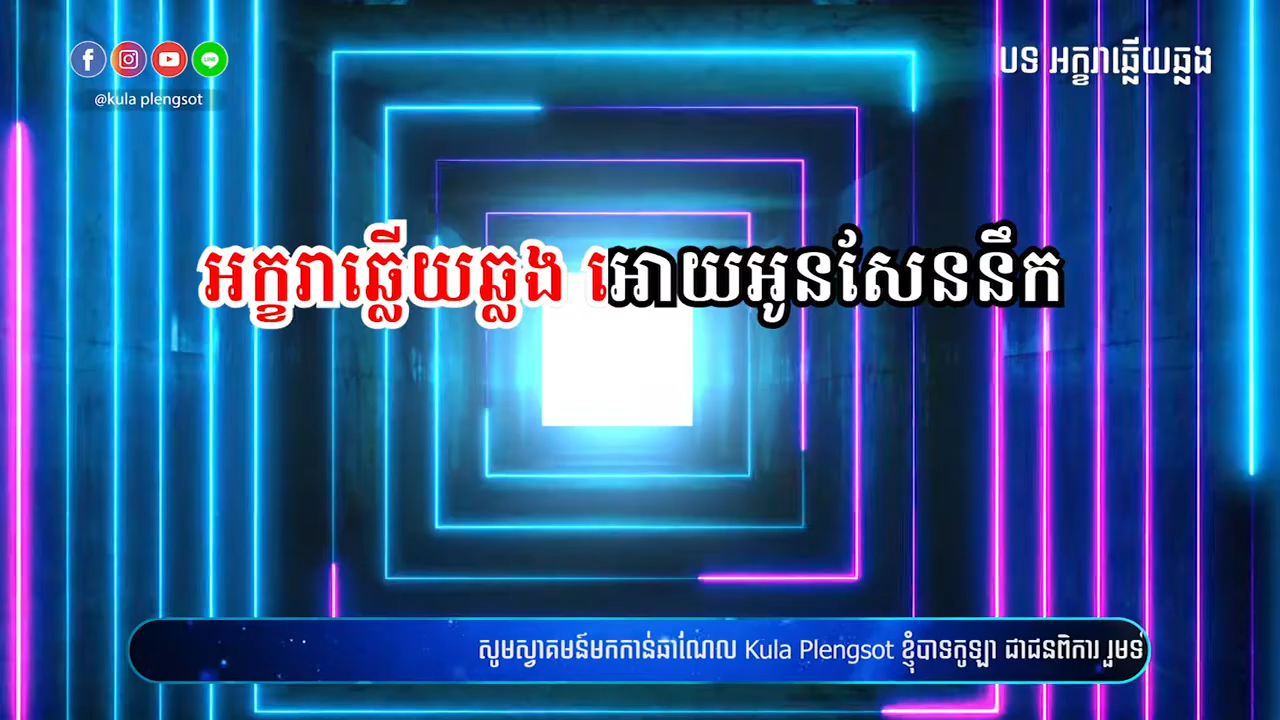 បទ អក្ខរាឆ្លើយឆ្លង
@kula plengsot
អក្ខរាឆ្លើយឆ្លង អោយអូនសែននឹក
សូមស្វាគមន៍មកកាន់ឆាណែល Kula Plengsot ខ្ញុំបាទកូឡា ជាជនពិការ រួមទ